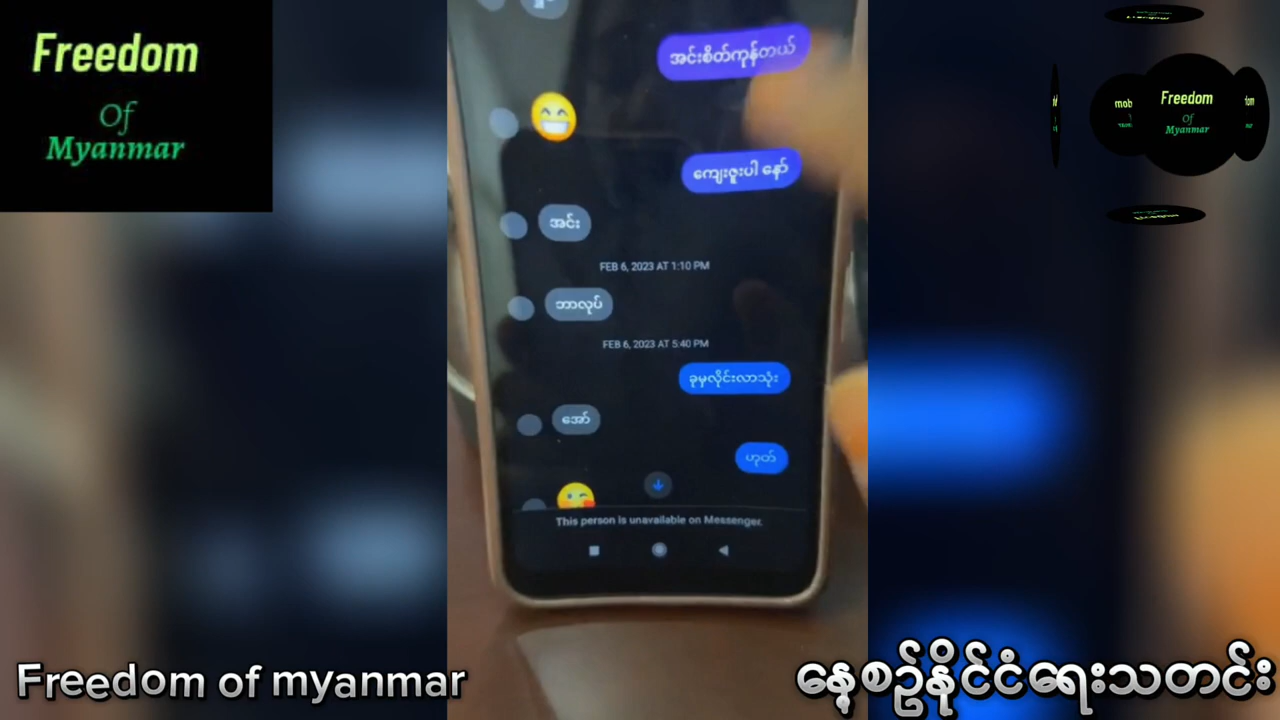 Freedom
Of
Myanmar
အင်းစိတ်ကုန်တယ်
ကျေးဇူးပါ နော်
အင်း
FEB 6, 2023 AT 1:10 PM
ဘာလုပ်
FEB 6, 2023 AT 5:40 PM
ခုမှလိုင်းလာသုံး
အော်
ဟုတ်
This person is unavailable on Messenger.
Freedom
Of
Myanmar
Freedom of myanmar
နေ့စဉ်နိုင်ငံရေးသတင်း